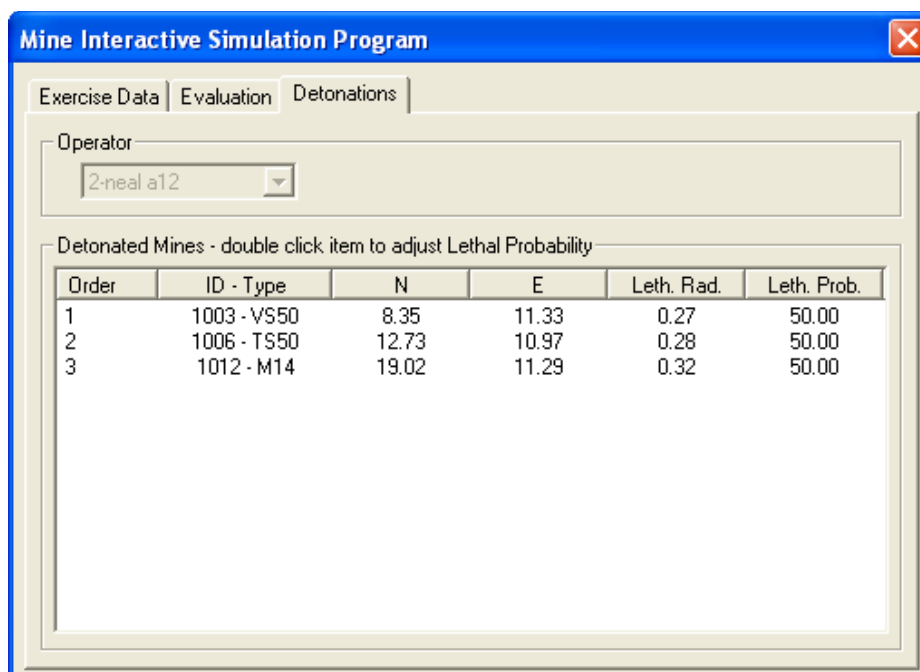 Mine Interactive Simulation Program
Exercise Data Evaluation Detonations
Operator
2-neal a12
Detonated Mines - double click item to adjust Lethal Probability
Order ID - Type N E Leth. Rad. Leth. Prob.
1 1003 - VS50 8.35 11.33 0.27 50.00
2 1006 - TS50 12.73 10.97 0.28 50.00
3 1012 - M14 19.02 11.29 0.32 50.00